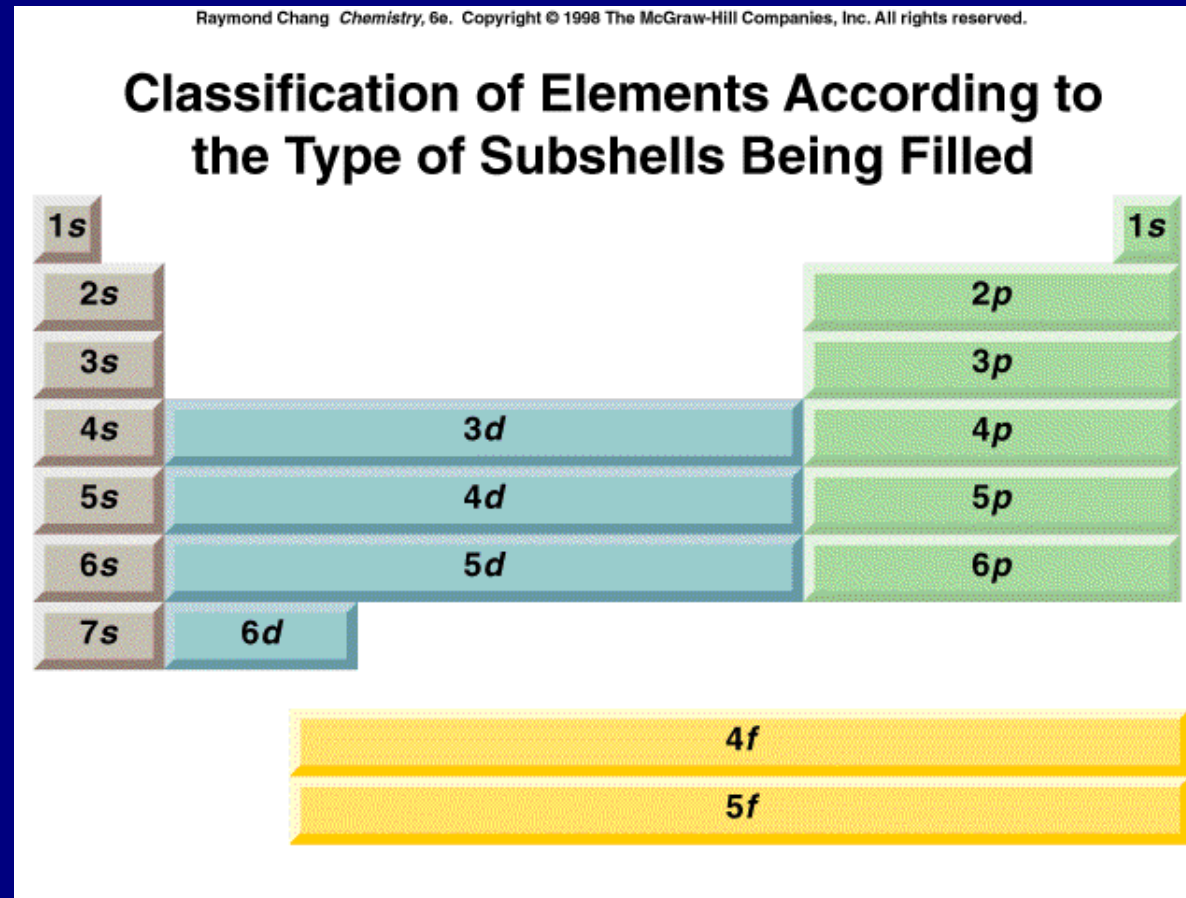 Raymond Chang Chemistry, 6e. Copyright © 1998 The McGraw-Hill Companies, Inc. All rights reserved.
Classification of Elements According to
the Type of Subshells Being Filled
1s 1s
2s 2p
3s 3p
4s 3d 4p
5s 4d 5p
6s 5d 6p
7s 6d
4f
5f